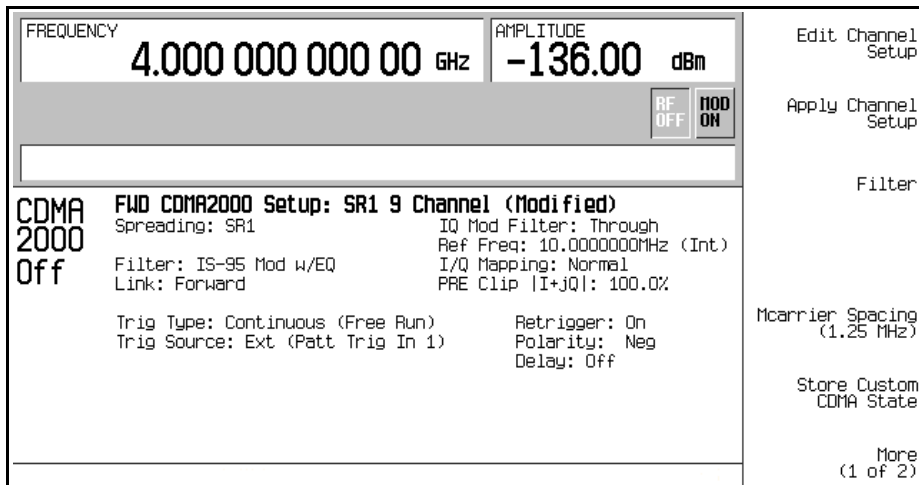 FREQUENCY
4.000 000 000 00 GHz
AMPLITUDE
-136.00 dBm
RF OFF
MOD ON
CDMA 2000 Off
FWD CDMA2000 Setup: SR1 9 Channel (Modified)
Spreading: SR1
IQ Mod Filter: Through
Ref Freq: 10.0000000MHz (Int)
Filter: IS-95 Mod w/EQ
I/Q Mapping: Normal
Link: Forward
PRE Clip |I+jQ|: 100.0%
Trig Type: Continuous (Free Run)
Retrigger: On
Trig Source: Ext (Patt Trig In 1)
Polarity: Neg
Delay: Off
Edit Channel
Setup
Apply Channel
Setup
Filter
Mcarrier Spacing
(1.25 MHz)
Store Custom
CDMA State
More
(1 of 2)